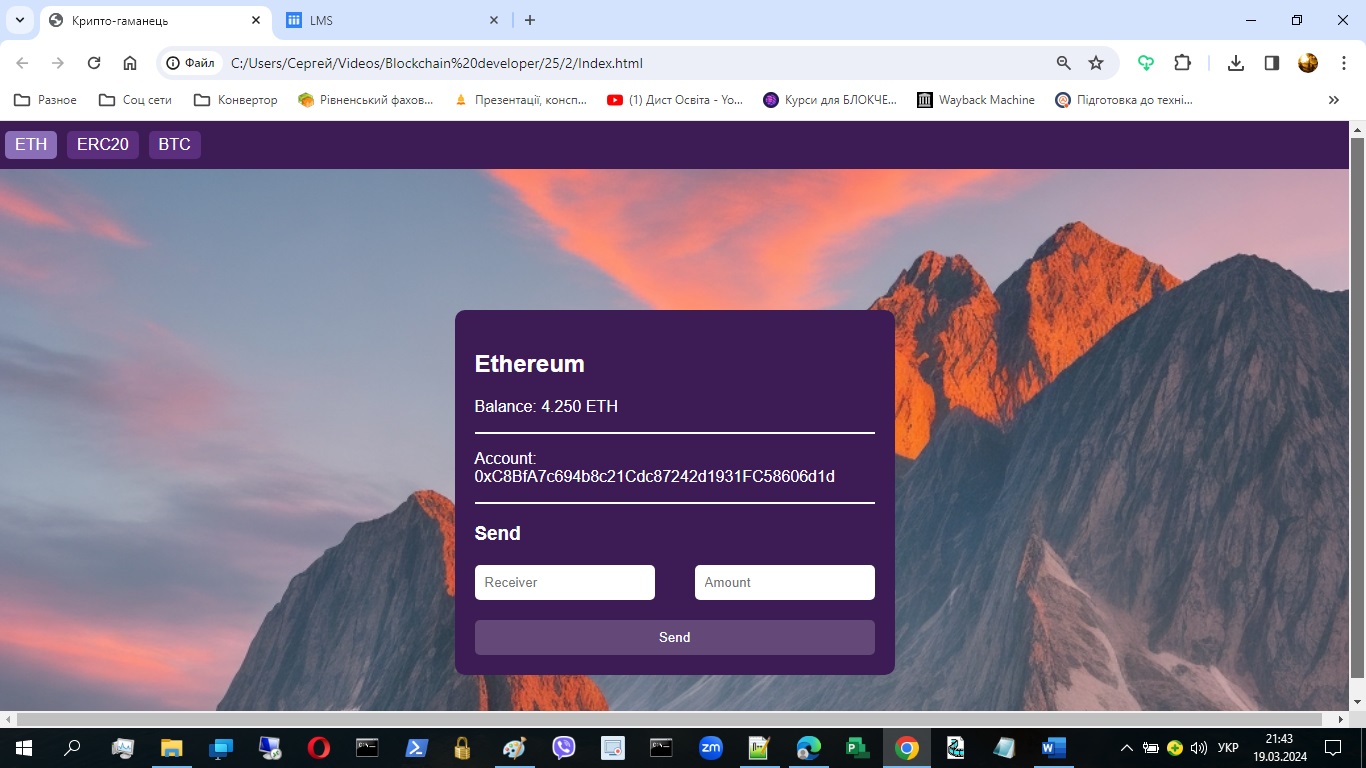 Крипто-гаманець
LMS
Файл
C:/Users/Сергей/Videos/Blockchain%20developer/25/2/Index.html
Разное
Соц сети
Конвертор
Рівненський фахов...
Презентації, консп...
(1) Дист Освіта - Yo...
Курси для БЛОКЧЕ...
Wayback Machine
Підготовка до техні...
ETH
ERC20
BTC
Ethereum
Balance: 4.250 ETH
Account:
0xC8BfA7c694b8c21Cdc87242d1931FC58606d1d
Send
Receiver
Amount
Send
zm
УКР
21:43
19.03.2024